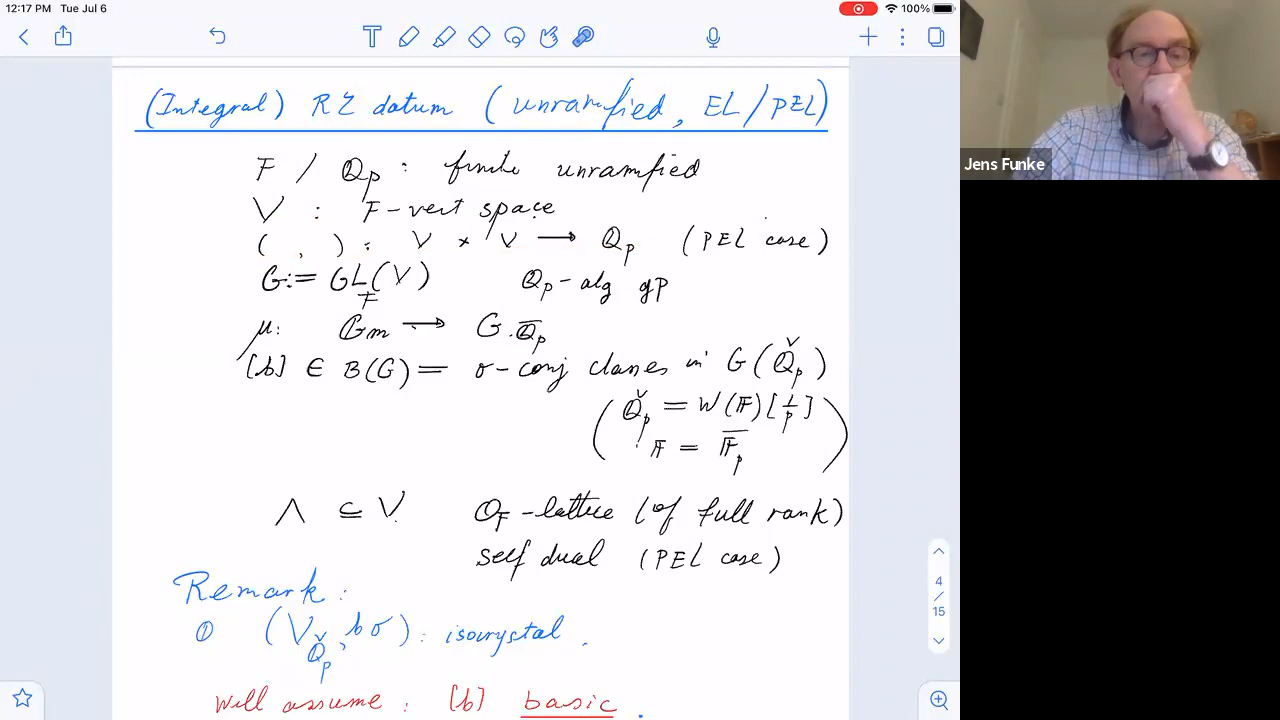 12:17 PM Tue Jul 6
100%
(Integral) RZ datum (unramified, EL/PEL)
F / ℚp : finite unramified
V : F-vect space
( , ) : V × V → ℚp (PEL case)
G := GL_F(V) ℚp-alg gp
μ: 𝔾m → G_ℚ̄p
[b] ∈ B(G) = σ-conj classes in G(ℚ̆p)
(ℚ̆p = W(𝔽)[1/p]
𝔽 = 𝔽̄p)
Λ ⊆ V O_F-lattice (of full rank)
self dual (PEL case)
Remark:
① (V_ℚ̆p, bσ) : isocrystal.
Will assume : [b] basic.
4
/
15
Jens Funke